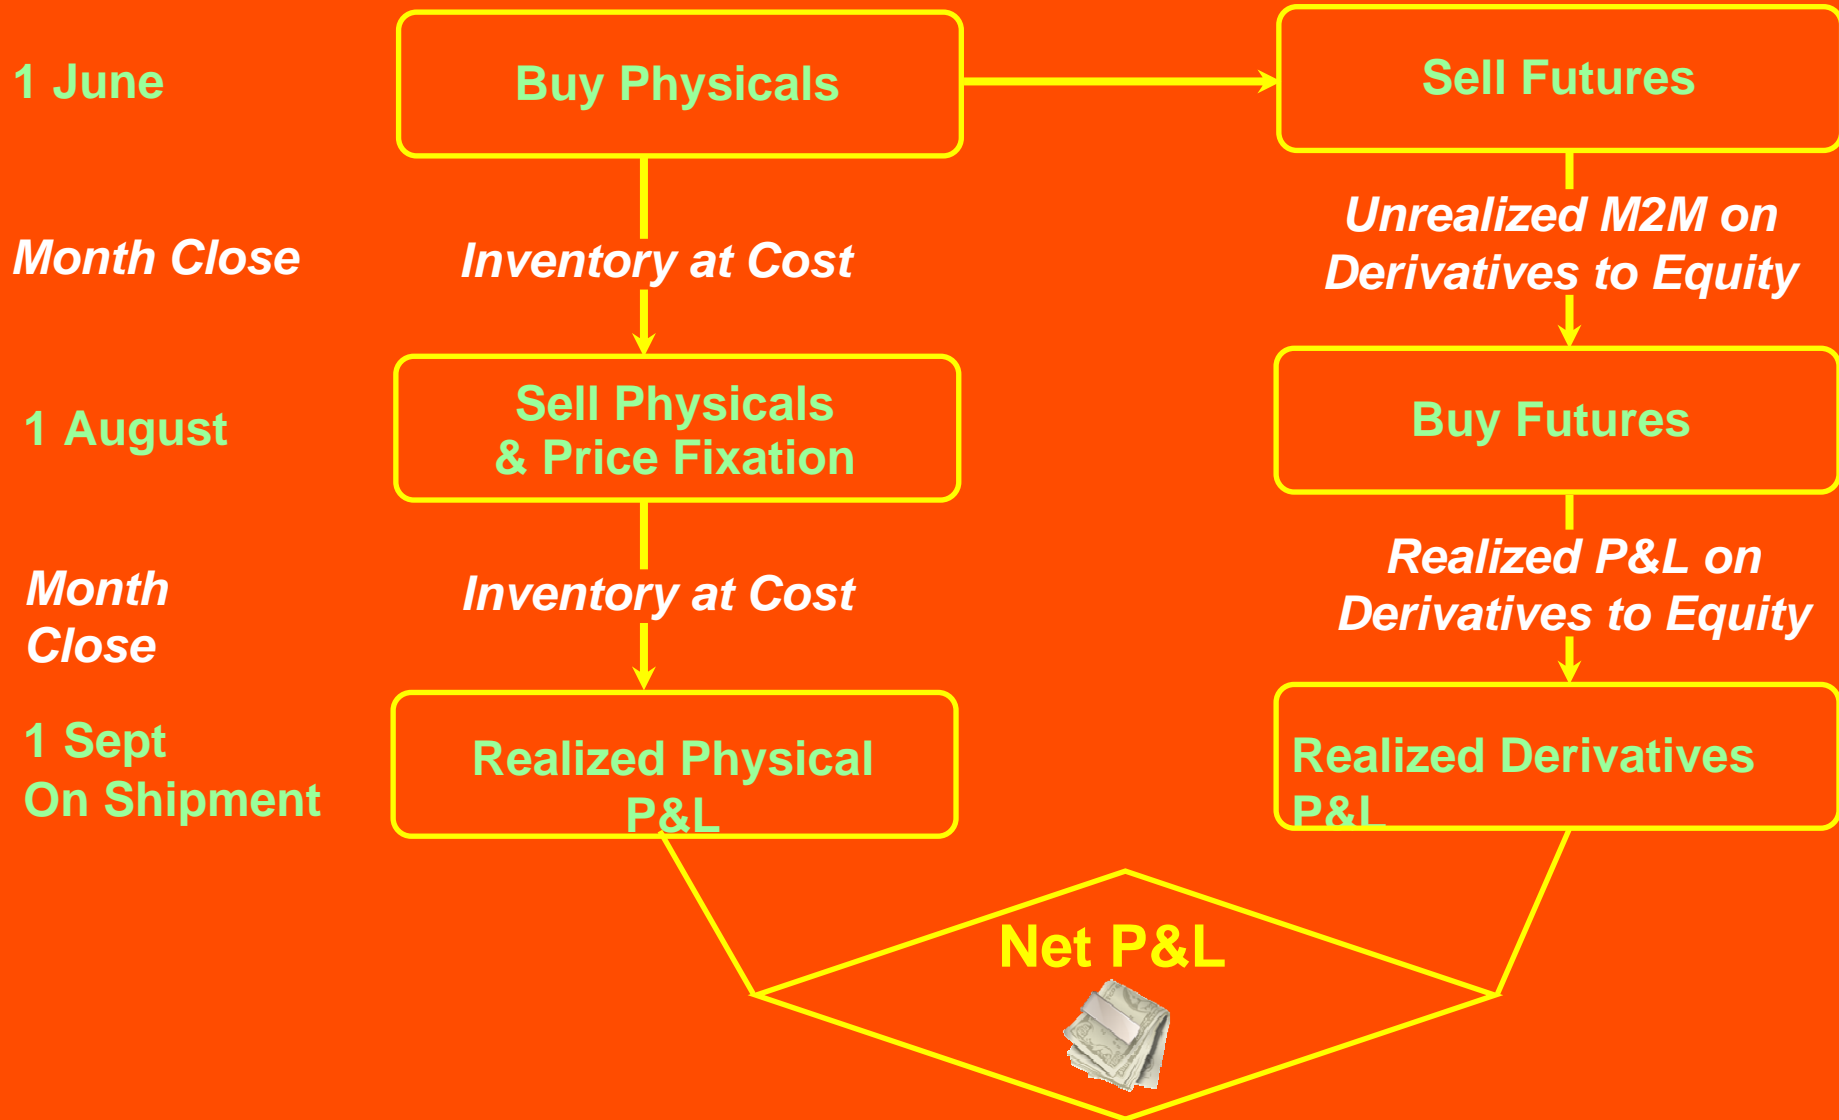 1 June
Buy Physicals
Sell Futures
Month Close
Inventory at Cost
Unrealized M2M on
Derivatives to Equity
1 August
Sell Physicals
& Price Fixation
Buy Futures
Month
Close
Inventory at Cost
Realized P&L on
Derivatives to Equity
1 Sept
On Shipment
Realized Physical
P&L
Realized Derivatives
P&L
Net P&L